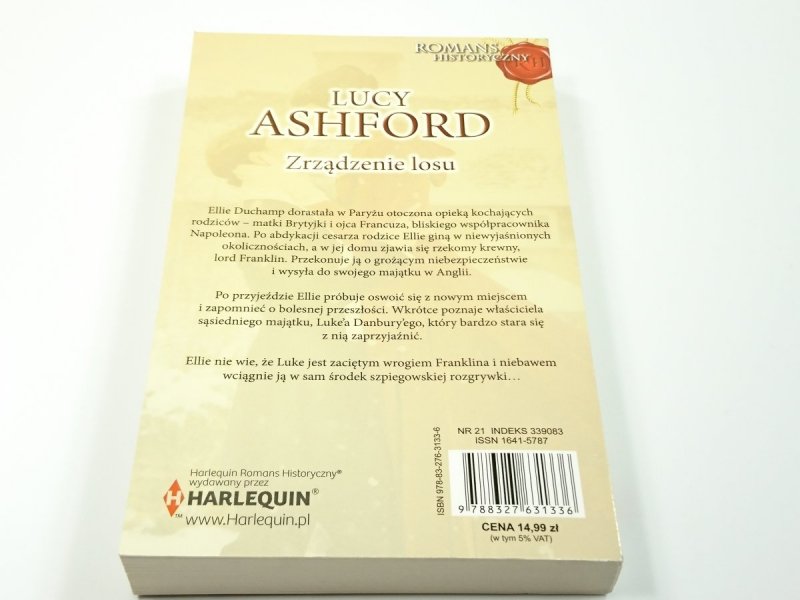 ROMANS
HISTORYCZNY
RH
LUCY
ASHFORD
Zrządzenie losu
Ellie Duchamp dorastała w Paryżu otoczona opieką kochających
rodziców – matki Brytyjki i ojca Francuza, bliskiego współpracownika
Napoleona. Po abdykacji cesarza rodzice Ellie giną w niewyjaśnionych
okolicznościach, a w jej domu zjawia się rzekomy krewny,
lord Franklin. Przekonuje ją o grożącym niebezpieczeństwie
i wysyła do swojego majątku w Anglii.
Po przyjeździe Ellie próbuje oswoić się z nowym miejscem
i zapomnieć o bolesnej przeszłości. Wkrótce poznaje właściciela
sąsiedniego majątku, Luke’a Danbury’ego, który bardzo stara się
z nią zaprzyjaźnić.
Ellie nie wie, że Luke jest zaciętym wrogiem Franklina i niebawem
wciągnie ją w sam środek szpiegowskiej rozgrywki…
Harlequin Romans Historyczny®
wydawany przez
H HARLEQUIN®
™ www.Harlequin.pl
ISBN 978-83-276-3133-6
NR 21 INDEKS 339083
ISSN 1641-5787
9 788327 631336
CENA 14,99 zł
(w tym 5% VAT)